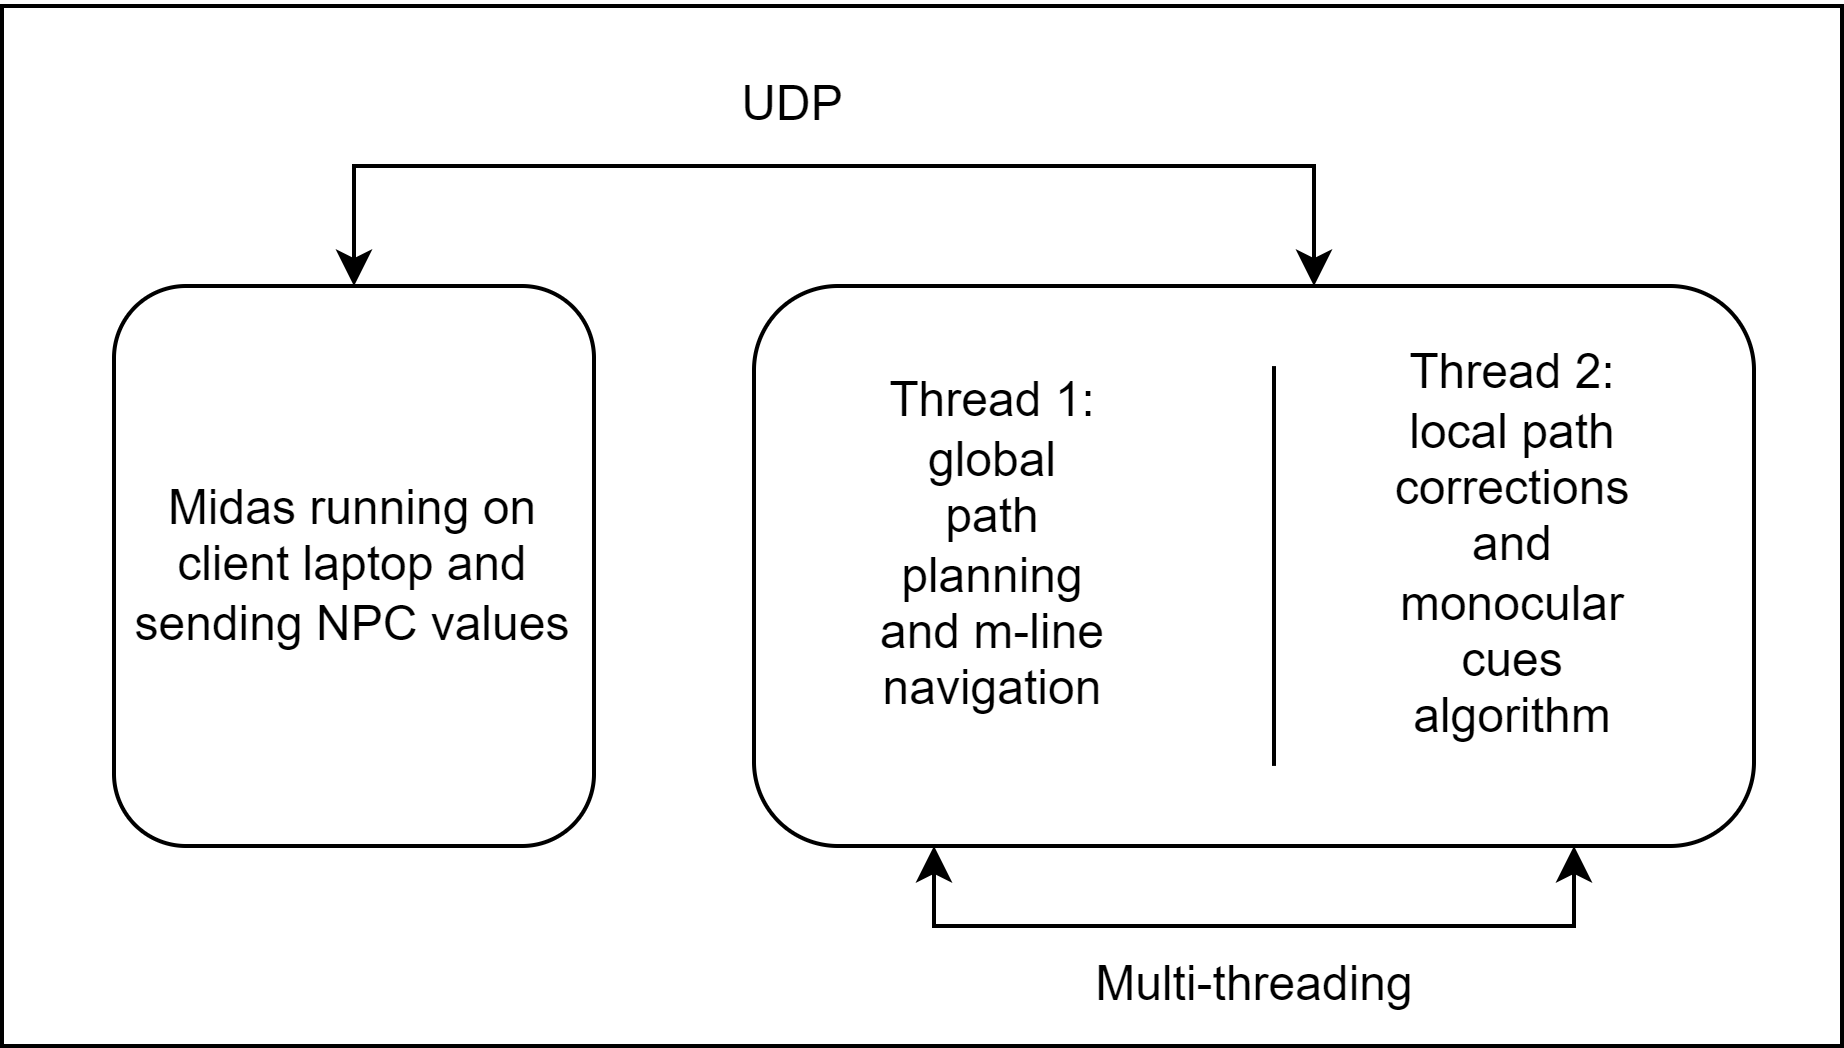 UDP
Midas running on
client laptop and
sending NPC values
Thread 1:
global
path
planning
and m-line
navigation
Thread 2:
local path
corrections
and
monocular
cues
algorithm
Multi-threading